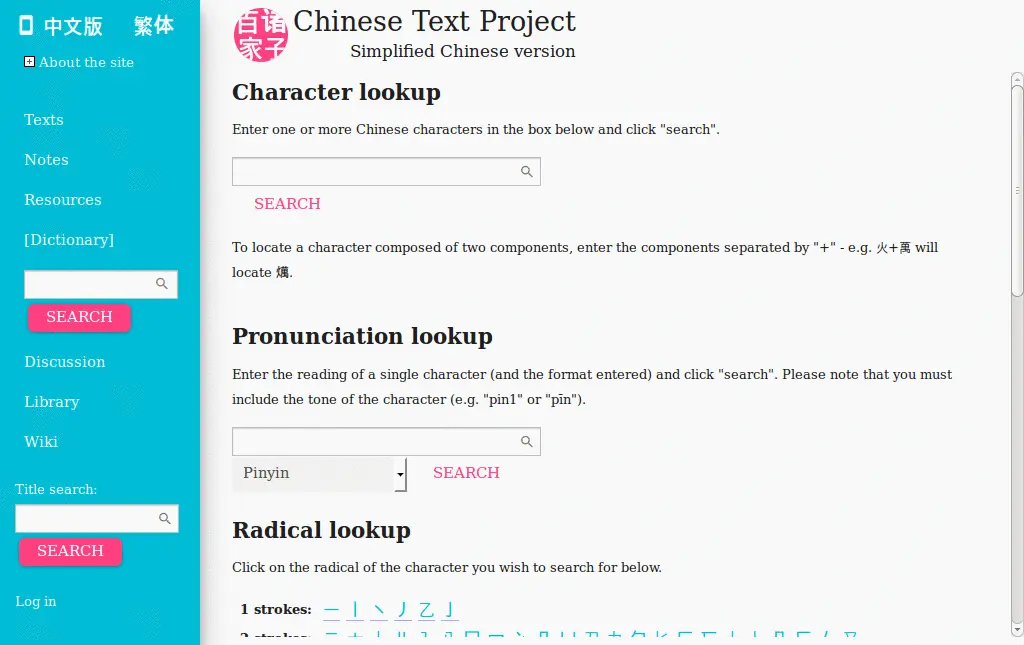 中文版 繁体
About the site
Texts
Notes
Resources
[Dictionary]
SEARCH
Discussion
Library
Wiki
Title search:
SEARCH
Log in
百诸
家子
Chinese Text Project
Simplified Chinese version
Character lookup
Enter one or more Chinese characters in the box below and click "search".
SEARCH
To locate a character composed of two components, enter the components separated by "+" - e.g. 火+萬 will
locate 燤.
Pronunciation lookup
Enter the reading of a single character (and the format entered) and click "search". Please note that you must
include the tone of the character (e.g. "pin1" or "pīn").
Pinyin SEARCH
Radical lookup
Click on the radical of the character you wish to search for below.
1 strokes: 一 丨 丶 丿 乙 亅
2 strokes: